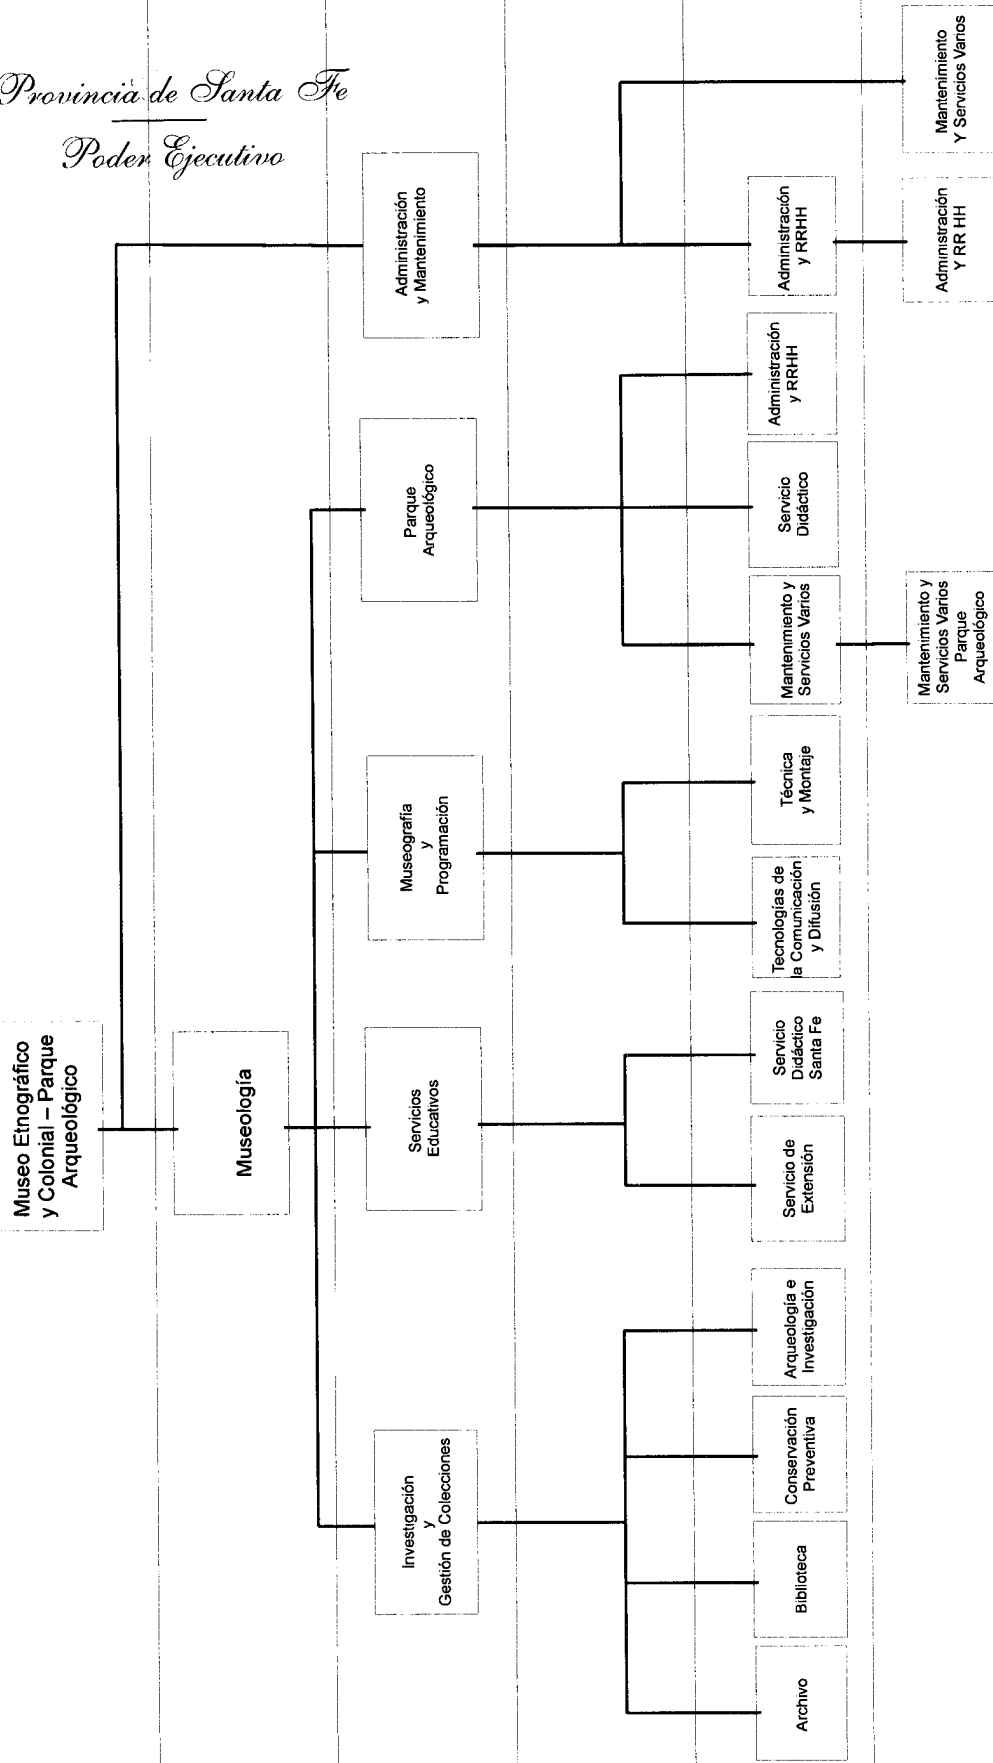 Provincia de Santa Fe
Poder Ejecutivo
Museo Etnográfico
y Colonial – Parque
Arqueológico
Museología
Investigación
y
Gestión de Colecciones
Servicios
Educativos
Museografía
y
Programación
Parque
Arqueológico
Administración
y Mantenimiento
Archivo
Biblioteca
Conservación
Preventiva
Arqueología e
Investigación
Servicio de
Extensión
Servicio
Didáctico
Santa Fe
Tecnologías de
la Comunicación
y Difusión
Técnica
y Montaje
Mantenimiento y
Servicios Varios
Servicio
Didáctico
Administración
y RRHH
Administración
y RRHH
Mantenimiento y
Servicios Varios
Parque
Arqueológico
Administración
Y RR HH
Mantenimiento
Y Servicios Varios